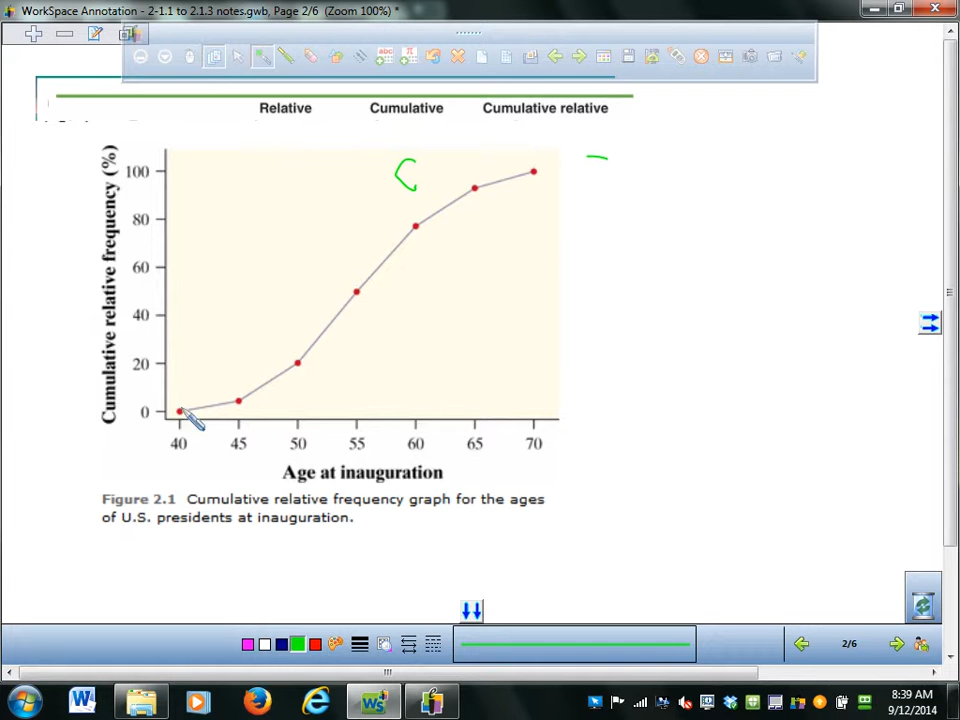 WorkSpace Annotation - 2-1.1 to 2.1.3 notes.gwb, Page 2/6 (Zoom 100%) *
abc
π
Relative Cumulative Cumulative relative
Cumulative relative frequency (%)
100
80
60
40
20
0
40 45 50 55 60 65 70
Age at inauguration
Figure 2.1 Cumulative relative frequency graph for the ages
of U.S. presidents at inauguration.
2/6
8:39 AM
9/12/2014